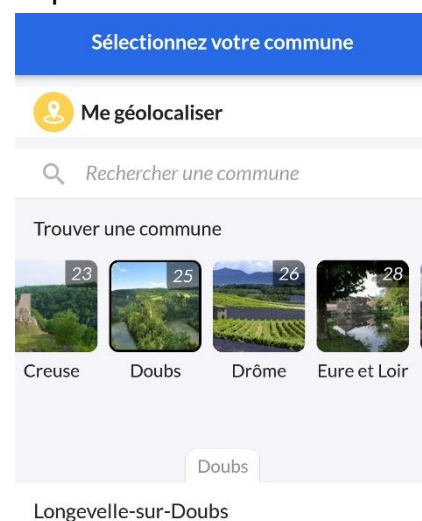 Sélectionnez votre commune
Me géolocaliser
Rechercher une commune
Trouver une commune
23 25 26 28
Creuse Doubs Drôme Eure et Loir
Doubs
Longevelle-sur-Doubs